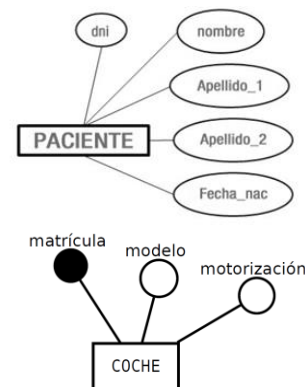 dni
nombre
Apellido_1
PACIENTE
Apellido_2
Fecha_nac
matrícula
modelo
motorización
COCHE